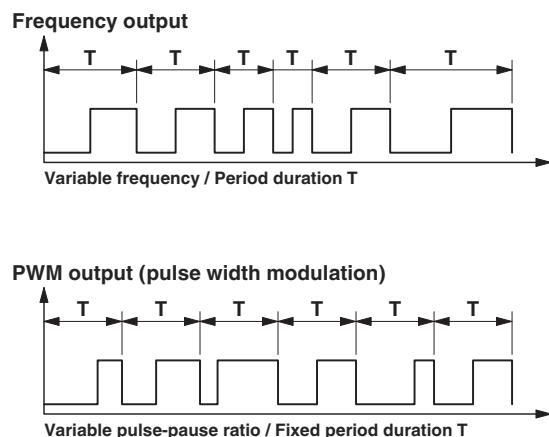 Frequency output
T T T T T T
Variable frequency / Period duration T
PWM output (pulse width modulation)
T T T T T T
Variable pulse-pause ratio / Fixed period duration T